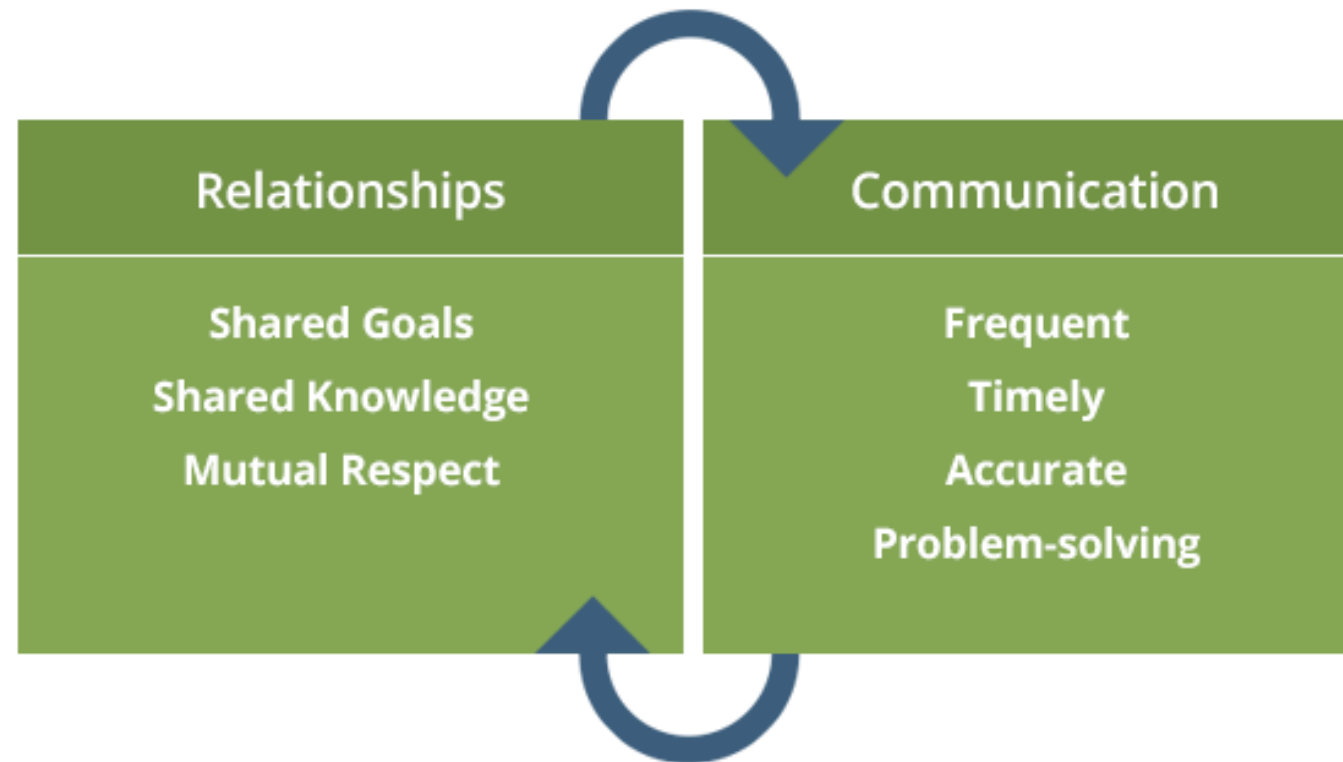 Relationships
Shared Goals
Shared Knowledge
Mutual Respect
Communication
Frequent
Timely
Accurate
Problem-solving